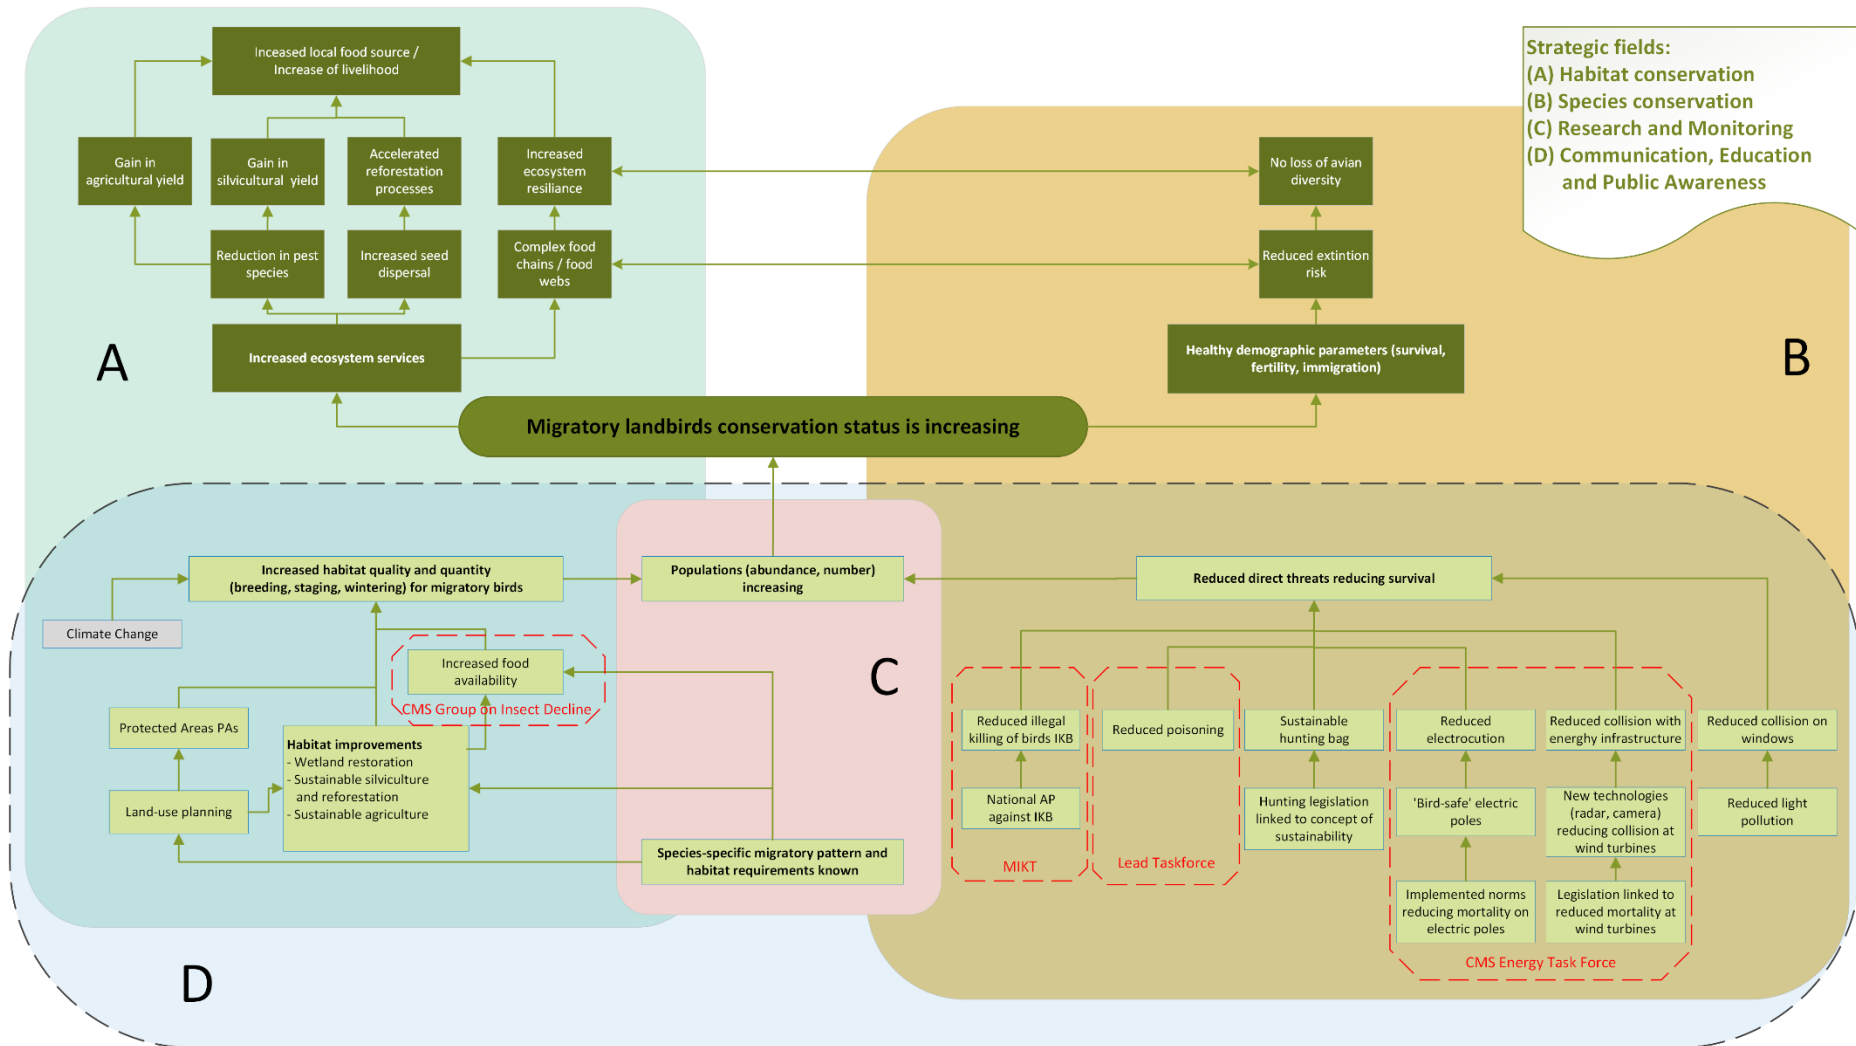 Strategic fields:
(A) Habitat conservation
(B) Species conservation
(C) Research and Monitoring
(D) Communication, Education
and Public Awareness
Inceased local food source /
Increase of livelihood
Gain in
agricultural yield
Gain in
silvicultural yield
Accelerated
reforestation
processes
Increased
ecosystem
resiliance
No loss of avian
diversity
Reduction in pest
species
Increased seed
dispersal
Complex food
chains / food
webs
Reduced extintion
risk
Increased ecosystem services
Healthy demographic parameters (survival,
fertility, immigration)
A
B
Migratory landbirds conservation status is increasing
Increased habitat quality and quantity
(breeding, staging, wintering) for migratory birds
Populations (abundance, number)
increasing
Reduced direct threats reducing survival
Climate Change
Increased food
availability
CMS Group on Insect Decline
C
Protected Areas PAs
Habitat improvements
- Wetland restoration
- Sustainable silviculture
and reforestation
- Sustainable agriculture
Land-use planning
Species-specific migratory pattern and
habitat requirements known
Reduced illegal
killing of birds IKB
Reduced poisoning
Sustainable
hunting bag
Reduced
electrocution
Reduced collision with
energhy infrastructure
Reduced collision on
windows
National AP
against IKB
Hunting legislation
linked to concept of
sustainability
'Bird-safe' electric
poles
New technologies
(radar, camera)
reducing collision at
wind turbines
Reduced light
pollution
MIKT
Lead Taskforce
Implemented norms
reducing mortality on
electric poles
Legislation linked to
reduced mortality at
wind turbines
CMS Energy Task Force
D